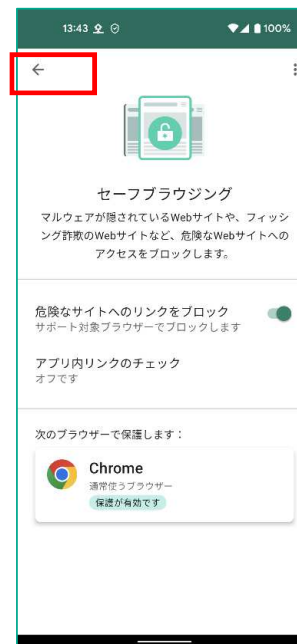 13:43
100%
セーフブラウジング
マルウェアが隠されているWebサイトや、フィッシ
ング詐欺のWebサイトなど、危険なWebサイトへの
アクセスをブロックします。
危険なサイトへのリンクをブロック
サポート対象ブラウザーでブロックします
アプリ内リンクのチェック
オフです
次のブラウザーで保護します：
Chrome
通常使うブラウザー
保護が有効です